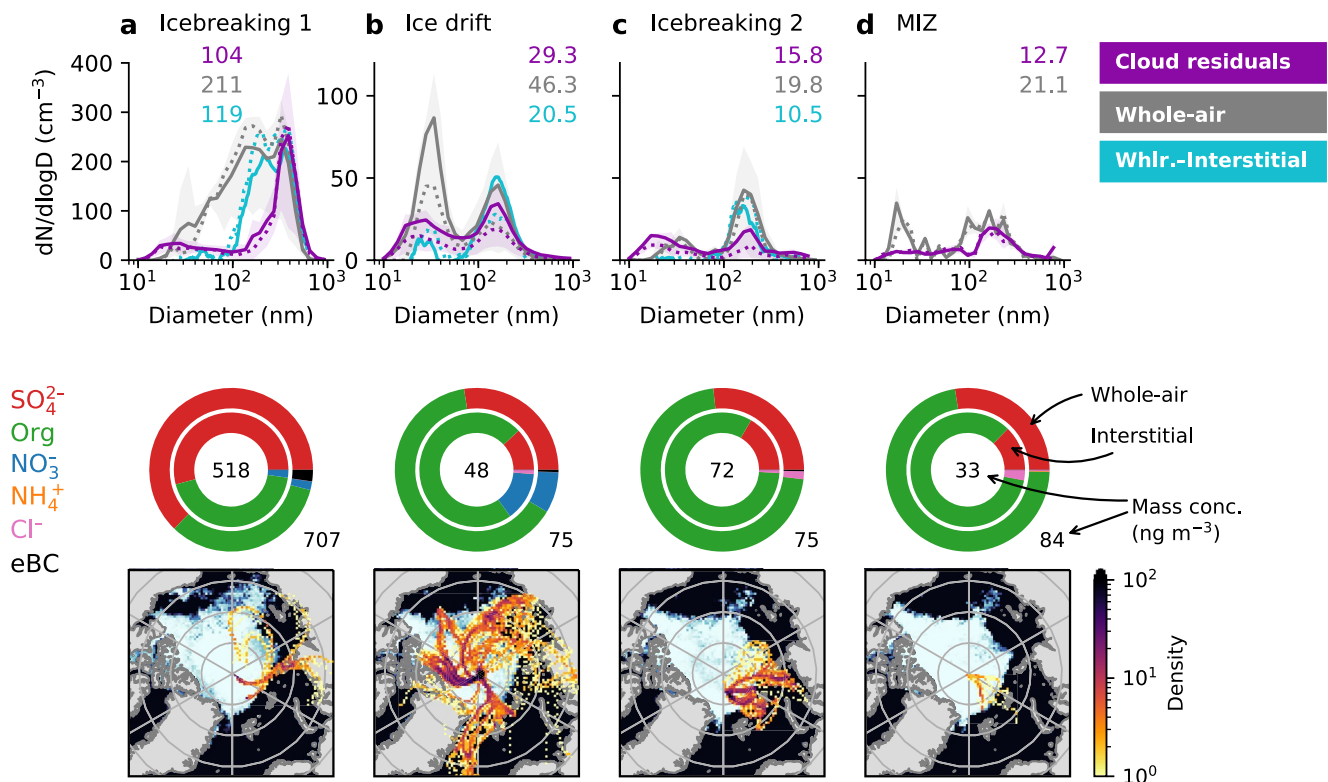 a Icebreaking 1
b Ice drift
c Icebreaking 2
d MIZ
104
211
119
29.3
46.3
20.5
15.8
19.8
10.5
12.7
21.1
Cloud residuals
Whole-air
Whlr.-Interstitial
dN/dlogD (cm⁻³)
400
300
200
100
0
100
50
0
10¹ 10² 10³
10¹ 10² 10³
10¹ 10² 10³
10¹ 10² 10³
Diameter (nm)
Diameter (nm)
Diameter (nm)
Diameter (nm)
SO₄²⁻
Org
NO₃⁻
NH₄⁺
Cl⁻
eBC
518
707
48
75
72
75
33
84
Whole-air
Interstitial
Mass conc.
(ng m⁻³)
10²
10¹
10⁰
Density